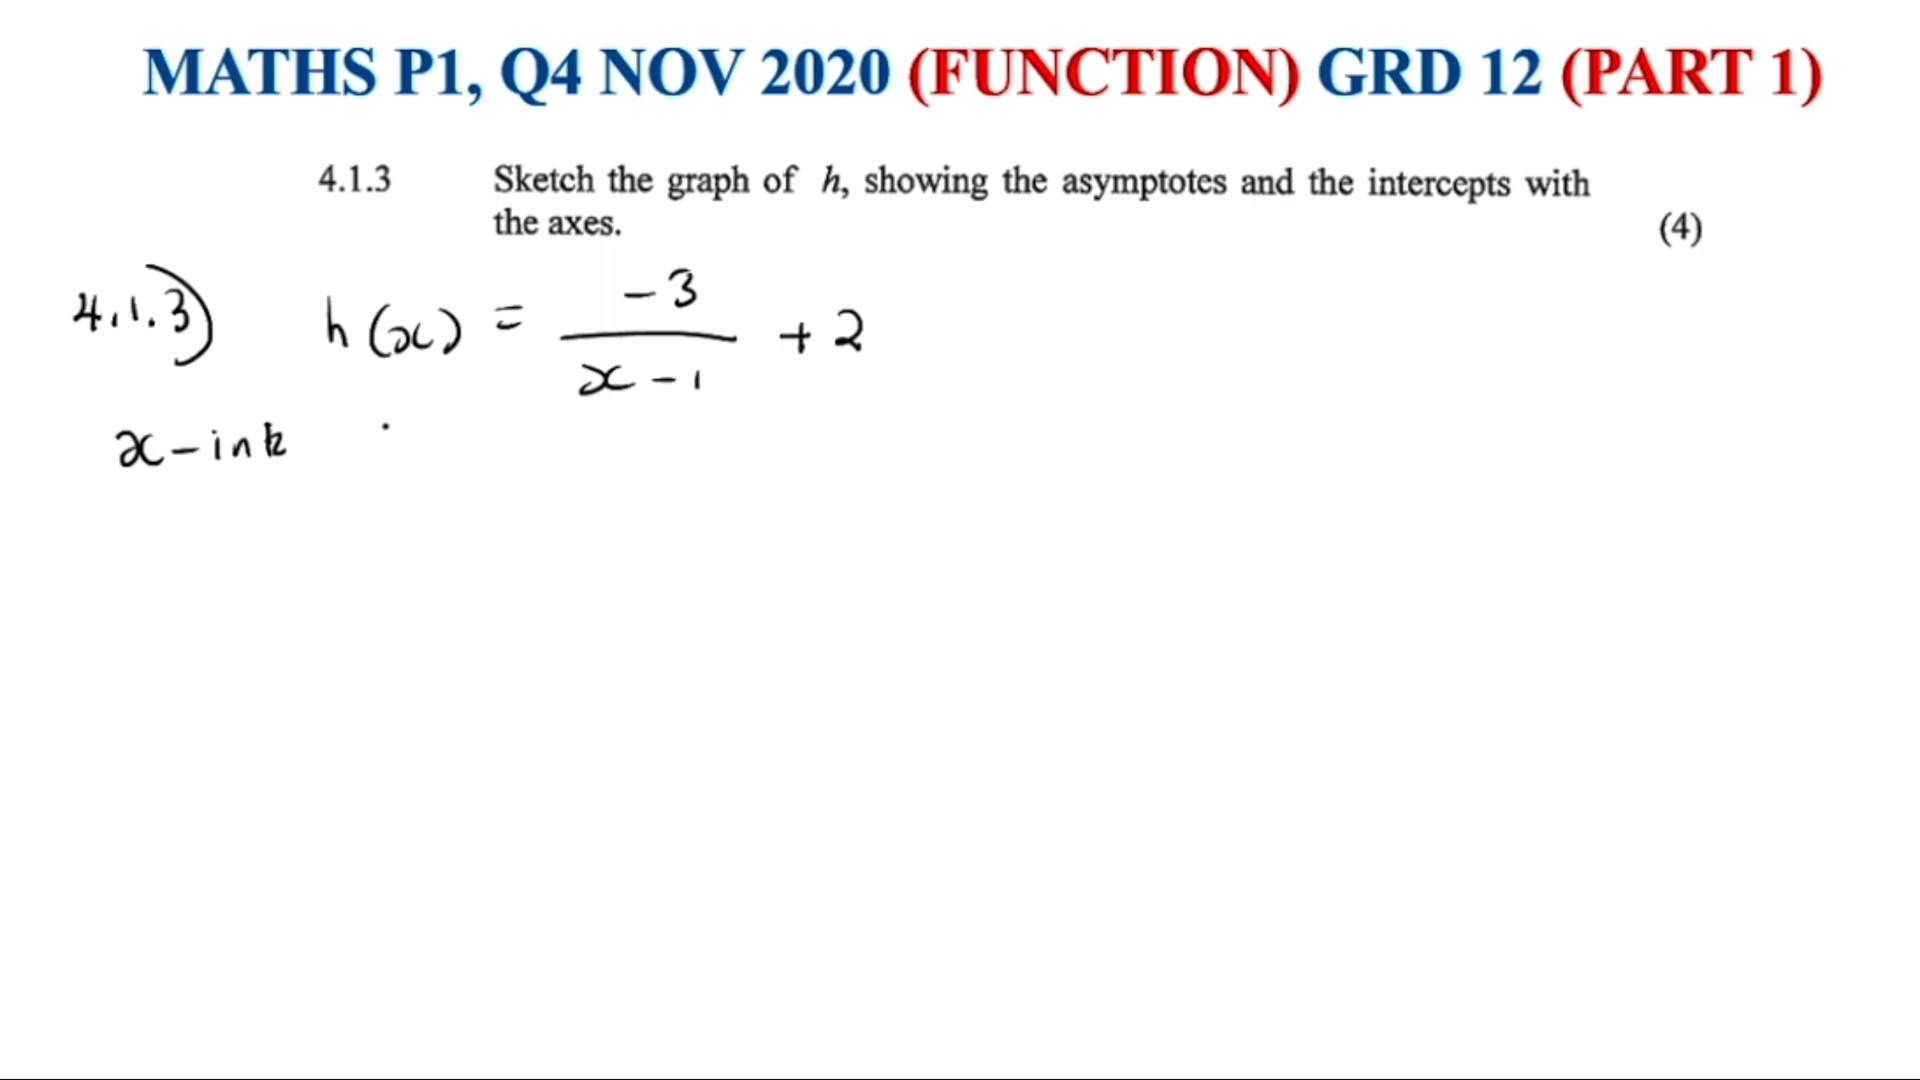 MATHS P1, Q4 NOV 2020 (FUNCTION) GRD 12 (PART 1)
4.1.3 Sketch the graph of h, showing the asymptotes and the intercepts with
the axes. (4)
4.1.3) h(x) = -3/(x-1) + 2
x-int